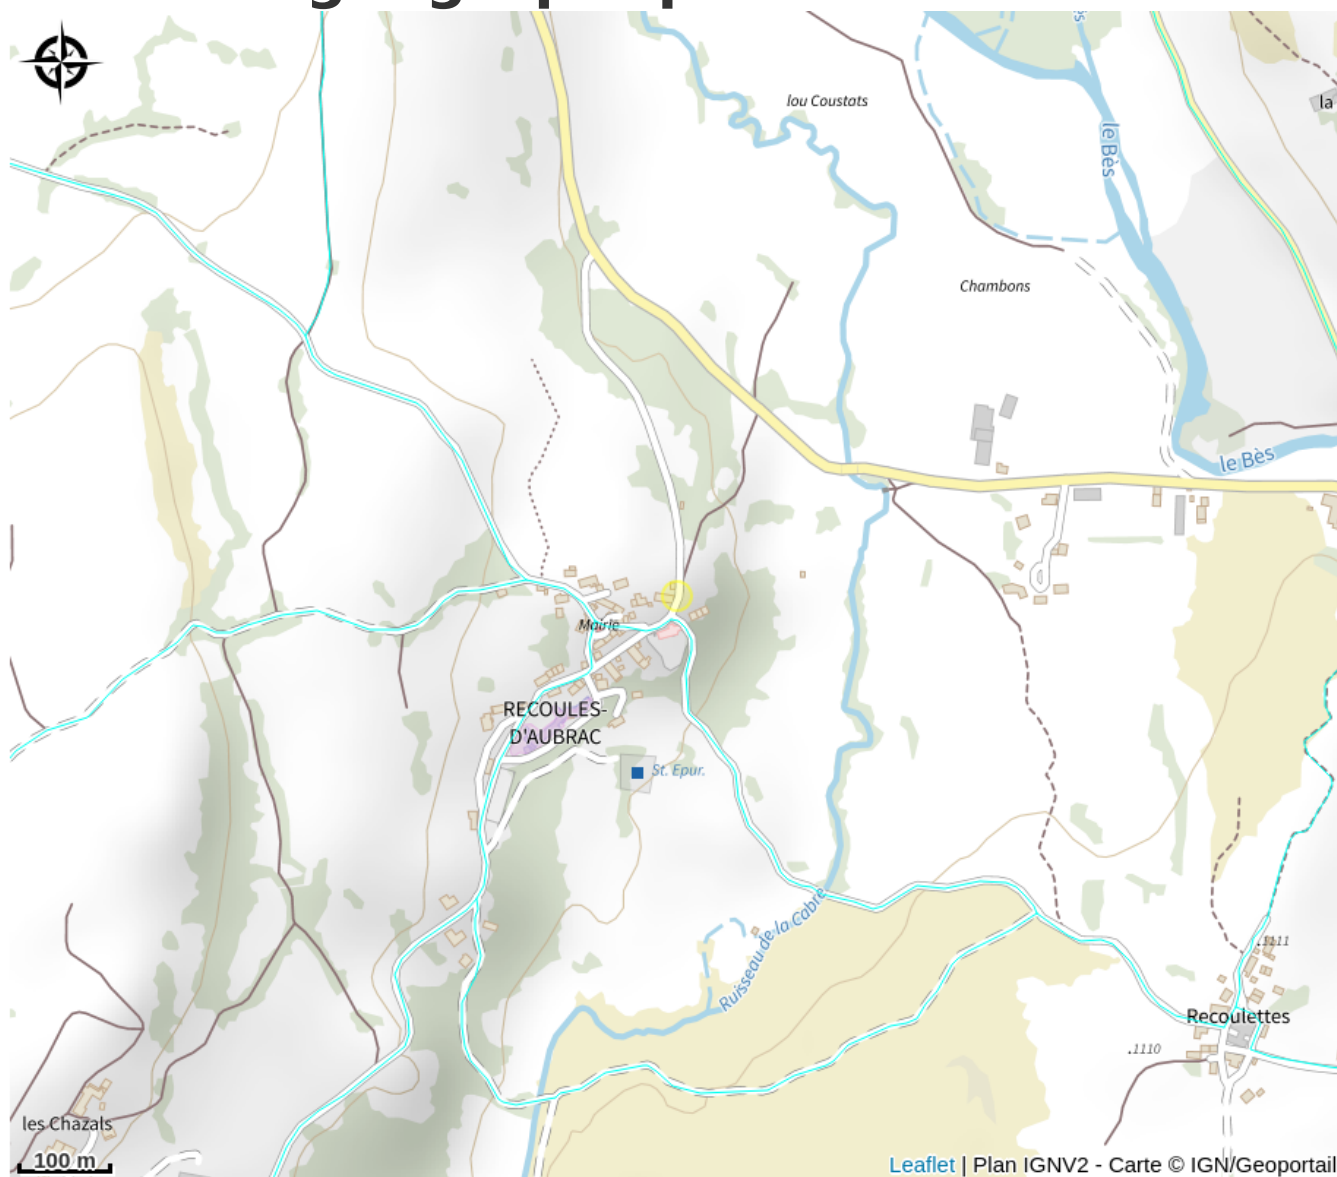 lou Coustats
la
le Bès
Chambons
le Bès
Mairie
RECOULES-
D'AUBRAC
St. Epur.
Ruisseau de la Cabre
.1111
Recoulettes
.1110
les Chazals
100 m
Leaflet | Plan IGNV2 - Carte © IGN/Geoportail